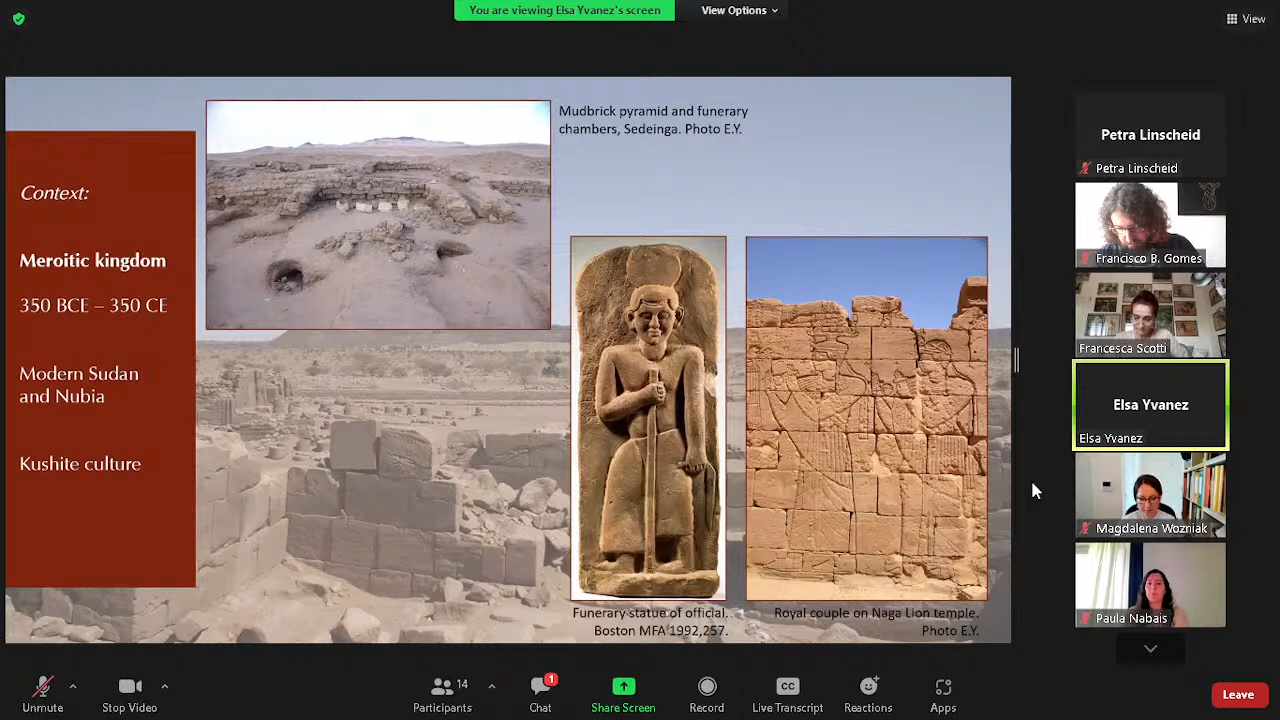 You are viewing Elsa Yvanez's screen
View Options
View
Mudbrick pyramid and funerary
chambers, Sedeinga. Photo E.Y.
Context:
Meroitic kingdom
350 BCE – 350 CE
Modern Sudan
and Nubia
Kushite culture
Funerary statue of official.
Boston MFA 1992,257.
Royal couple on Naga Lion temple.
Photo E.Y.
Petra Linscheid
Petra Linscheid
Francisco B. Gomes
Francesca Scotti
Elsa Yvanez
Elsa Yvanez
Magdalena Wozniak
Paula Nabais
Unmute
Stop Video
14
Participants
1
Chat
Share Screen
Record
CC
Live Transcript
Reactions
Apps
Leave